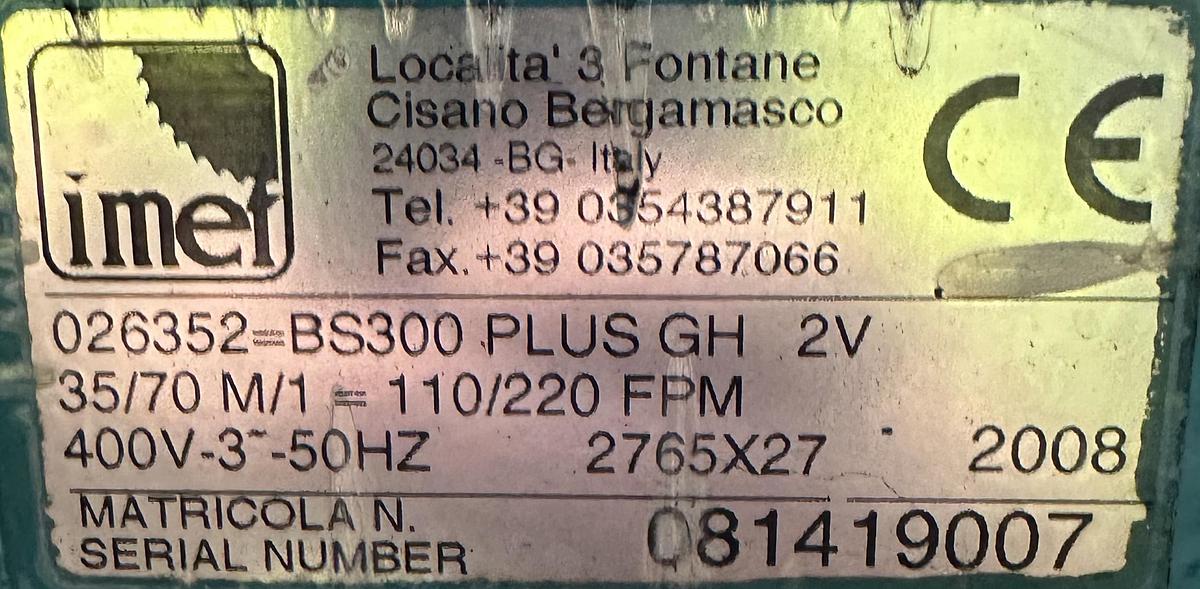 imet
Localita' 3 Fontane
Cisano Bergamasco
24034 -BG- Italy
Tel. +39 0354387911
Fax.+39 035787066
CE
026352-BS300 PLUS GH 2V
35/70 M/1 - 110/220 FPM
400V-3~-50HZ 2765X27 - 2008
MATRICOLA N.
SERIAL NUMBER 081419007